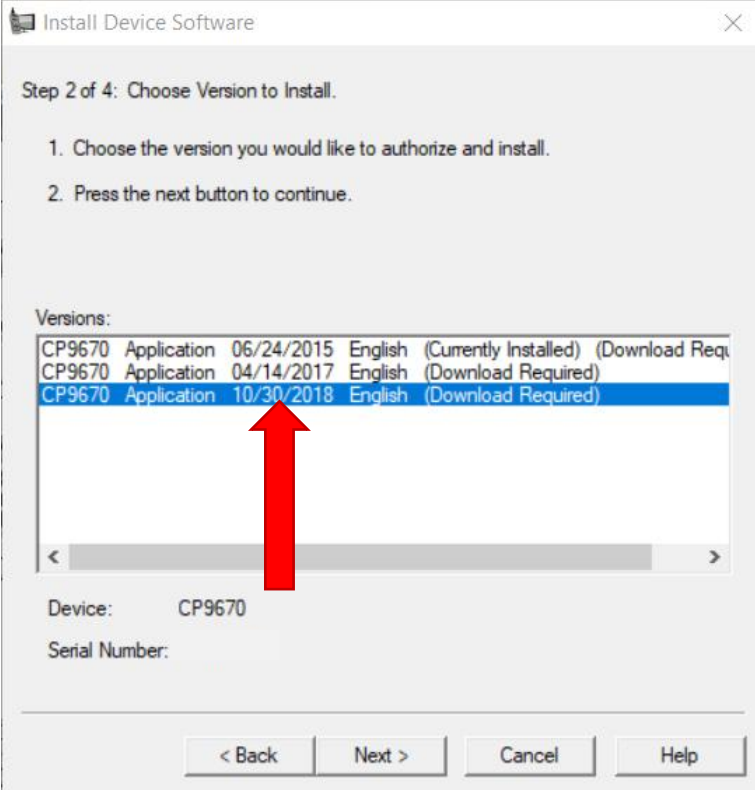 Install Device Software
Step 2 of 4: Choose Version to Install.
1. Choose the version you would like to authorize and install.
2. Press the next button to continue.
Versions:
CP9670 Application 06/24/2015 English (Currently Installed) (Download Requ
CP9670 Application 04/14/2017 English (Download Required)
CP9670 Application 10/30/2018 English (Download Required)
Device: CP9670
Serial Number:
< Back Next > Cancel Help